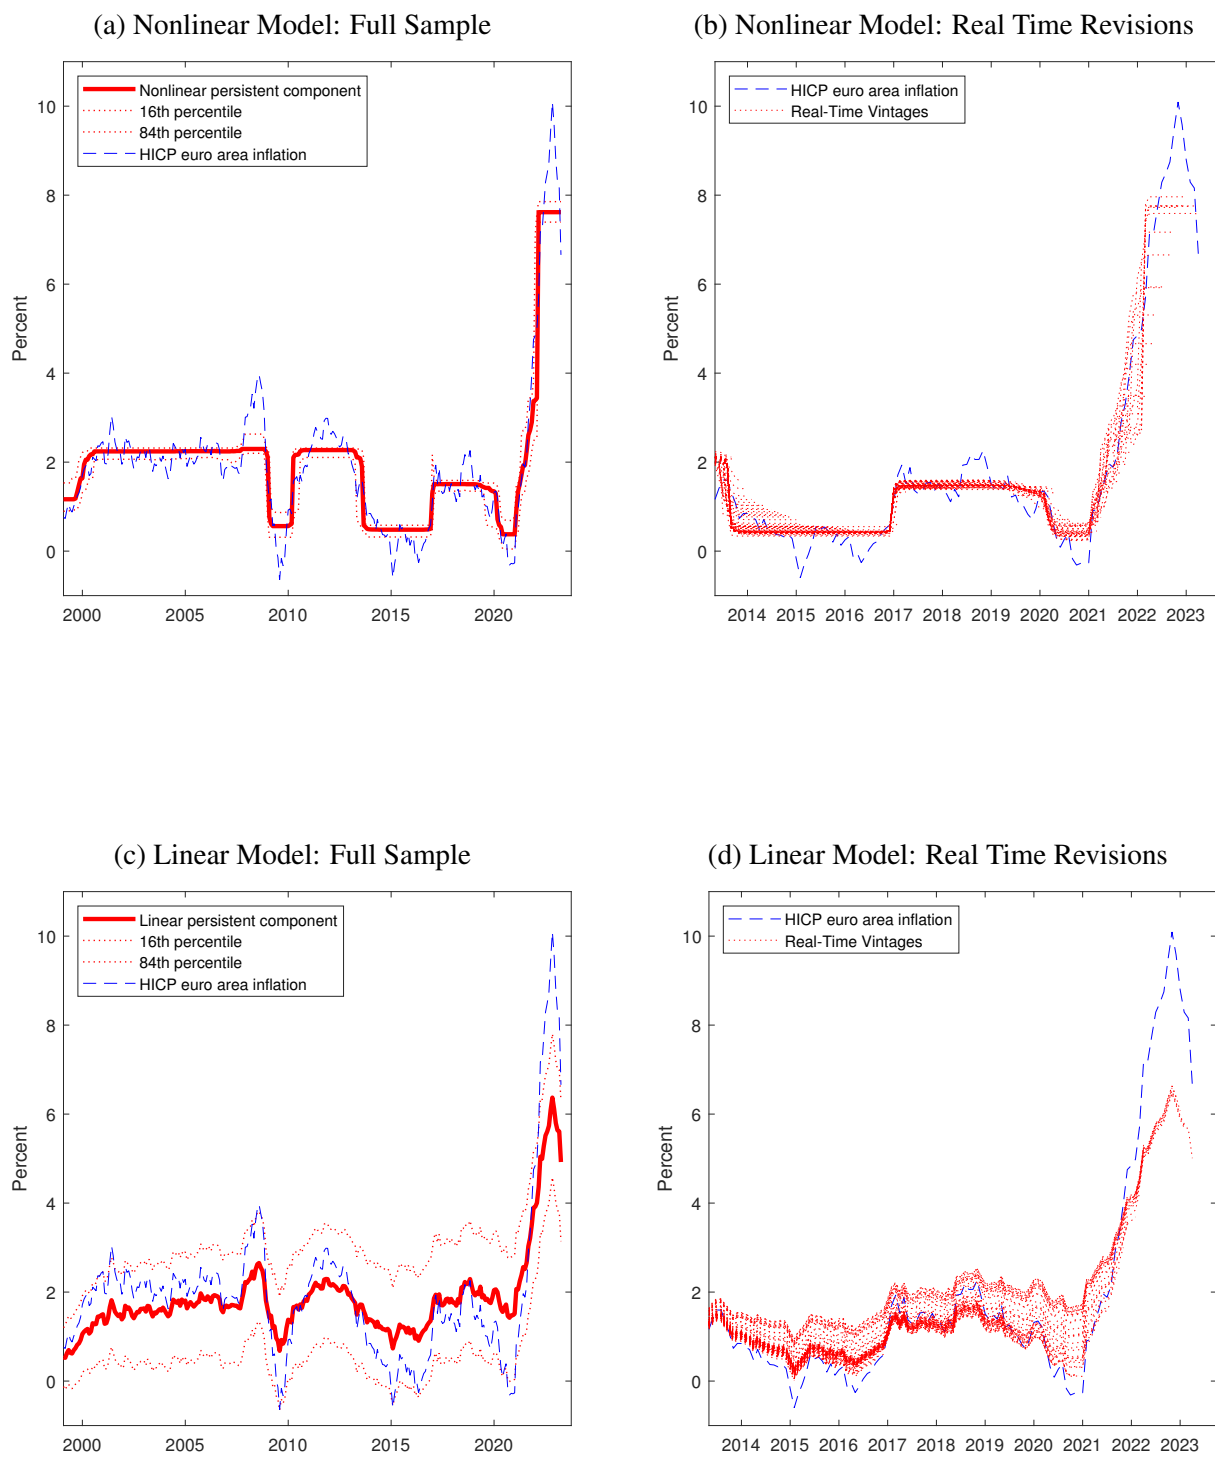 (a) Nonlinear Model: Full Sample
Nonlinear persistent component
16th percentile
84th percentile
HICP euro area inflation
Percent
10
8
6
4
2
0
2000 2005 2010 2015 2020
(b) Nonlinear Model: Real Time Revisions
HICP euro area inflation
Real-Time Vintages
Percent
10
8
6
4
2
0
2014 2015 2016 2017 2018 2019 2020 2021 2022 2023
(c) Linear Model: Full Sample
Linear persistent component
16th percentile
84th percentile
HICP euro area inflation
Percent
10
8
6
4
2
0
2000 2005 2010 2015 2020
(d) Linear Model: Real Time Revisions
HICP euro area inflation
Real-Time Vintages
Percent
10
8
6
4
2
0
2014 2015 2016 2017 2018 2019 2020 2021 2022 2023